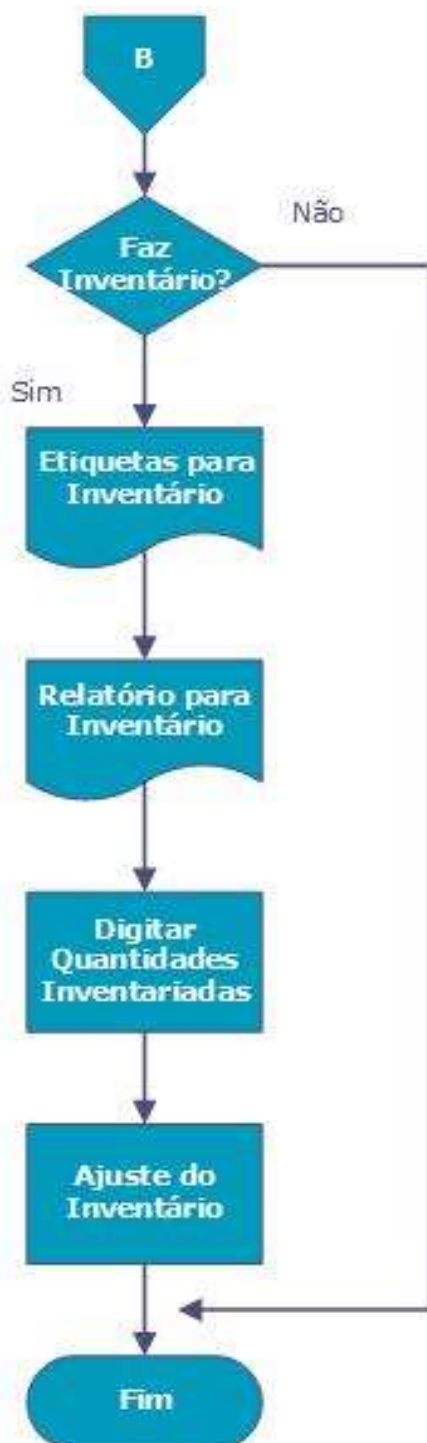 B
Faz
Inventário?
Não
Sim
Etiquetas para
Inventário
Relatório para
Inventário
Digitar
Quantidades
Inventariadas
Ajuste do
Inventário
Fim